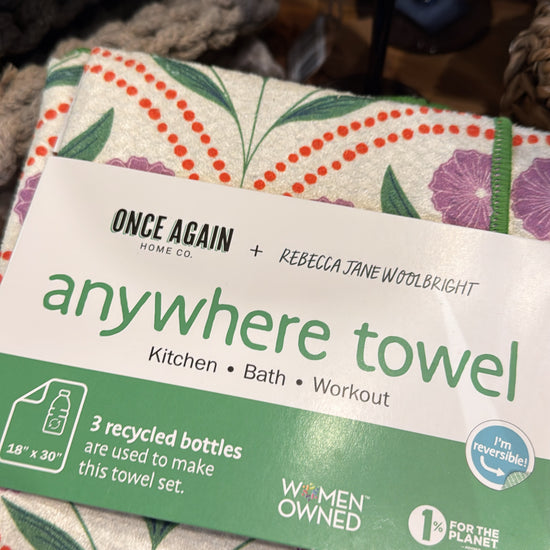 ONCE AGAIN
HOME CO.
+
REBECCA JANE WOOLBRIGHT
anywhere towel
Kitchen • Bath • Workout
18" x 30"
3 recycled bottles
are used to make
this towel set.
WOMEN™
OWNED
I'm
reversible!
1%
FOR THE
PLANET